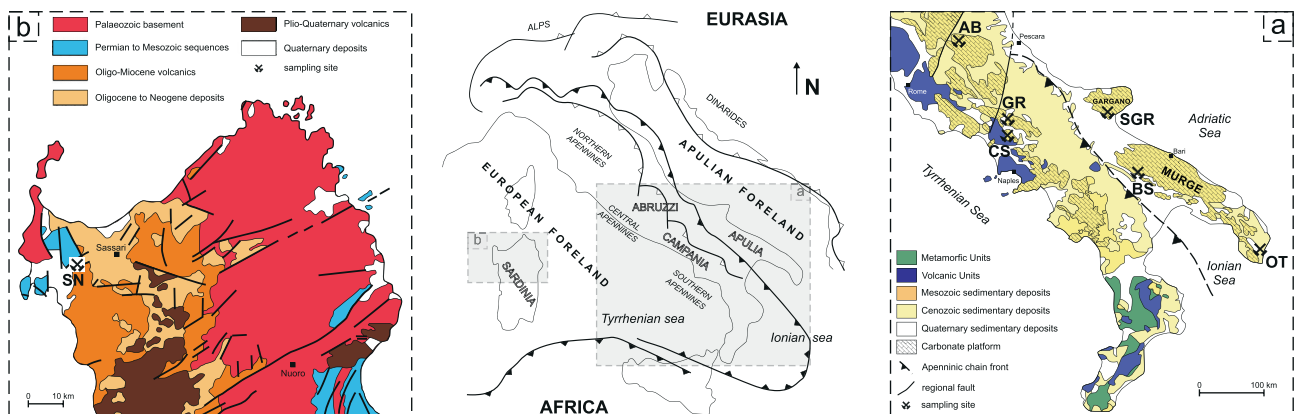 b
Palaeozoic basement
Permian to Mesozoic sequences
Oligo-Miocene volcanics
Oligocene to Neogene deposits
Plio-Quaternary volcanics
Quaternary deposits
sampling site
Sassari
SN
Nuoro
0 10 km
EURASIA
ALPS
N
DINARIDES
NORTHERN
APENNINES
APULIAN FORELAND
EUROPEAN
FORELAND
a
ABRUZZI
CENTRAL
APENNINES
CAMPANIA
APULIA
b
SARDINIA
SOUTHERN
APENNINES
Tyrrhenian sea
Ionian sea
AFRICA
a
AB
Pescara
Rome
GR
GARGANO
SGR
Adriatic
Sea
CS
Bari
MURGE
Naples
BS
Tyrrhenian Sea
OT
Ionian
Sea
Metamorfic Units
Volcanic Units
Mesozoic sedimentary deposits
Cenozoic sedimentary deposits
Quaternary sedimentary deposits
Carbonate platform
Apenninic chain front
regional fault
sampling site
0 100 km